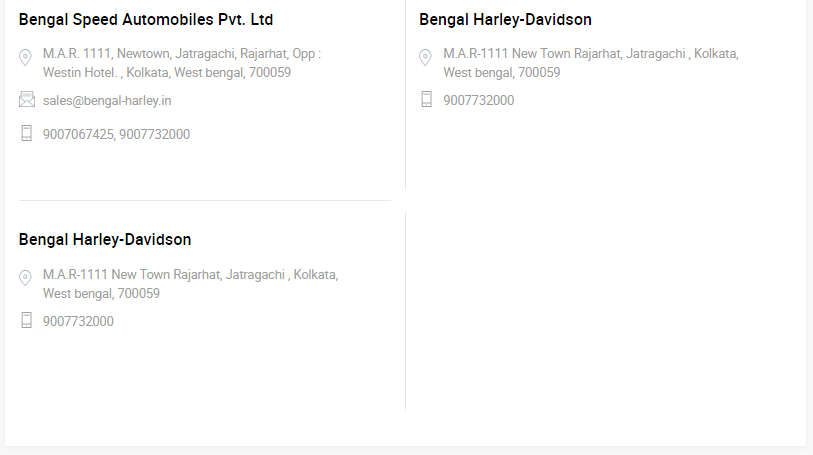 Bengal Speed Automobiles Pvt. Ltd
M.A.R. 1111, Newtown, Jatragachi, Rajarhat, Opp :
Westin Hotel. , Kolkata, West bengal, 700059
sales@bengal-harley.in
9007067425, 9007732000
Bengal Harley-Davidson
M.A.R-1111 New Town Rajarhat, Jatragachi , Kolkata,
West bengal, 700059
9007732000
Bengal Harley-Davidson
M.A.R-1111 New Town Rajarhat, Jatragachi , Kolkata,
West bengal, 700059
9007732000